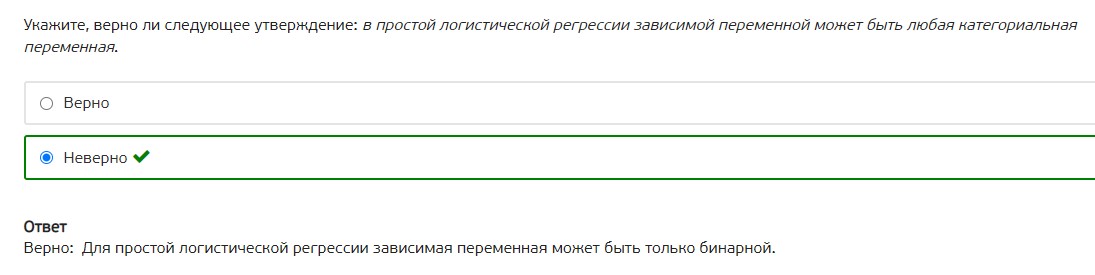 Укажите, верно ли следующее утверждение: в простой логистической регрессии зависимой переменной может быть любая категориальная
переменная.
Верно
Неверно
Ответ
Верно: Для простой логистической регрессии зависимая переменная может быть только бинарной.